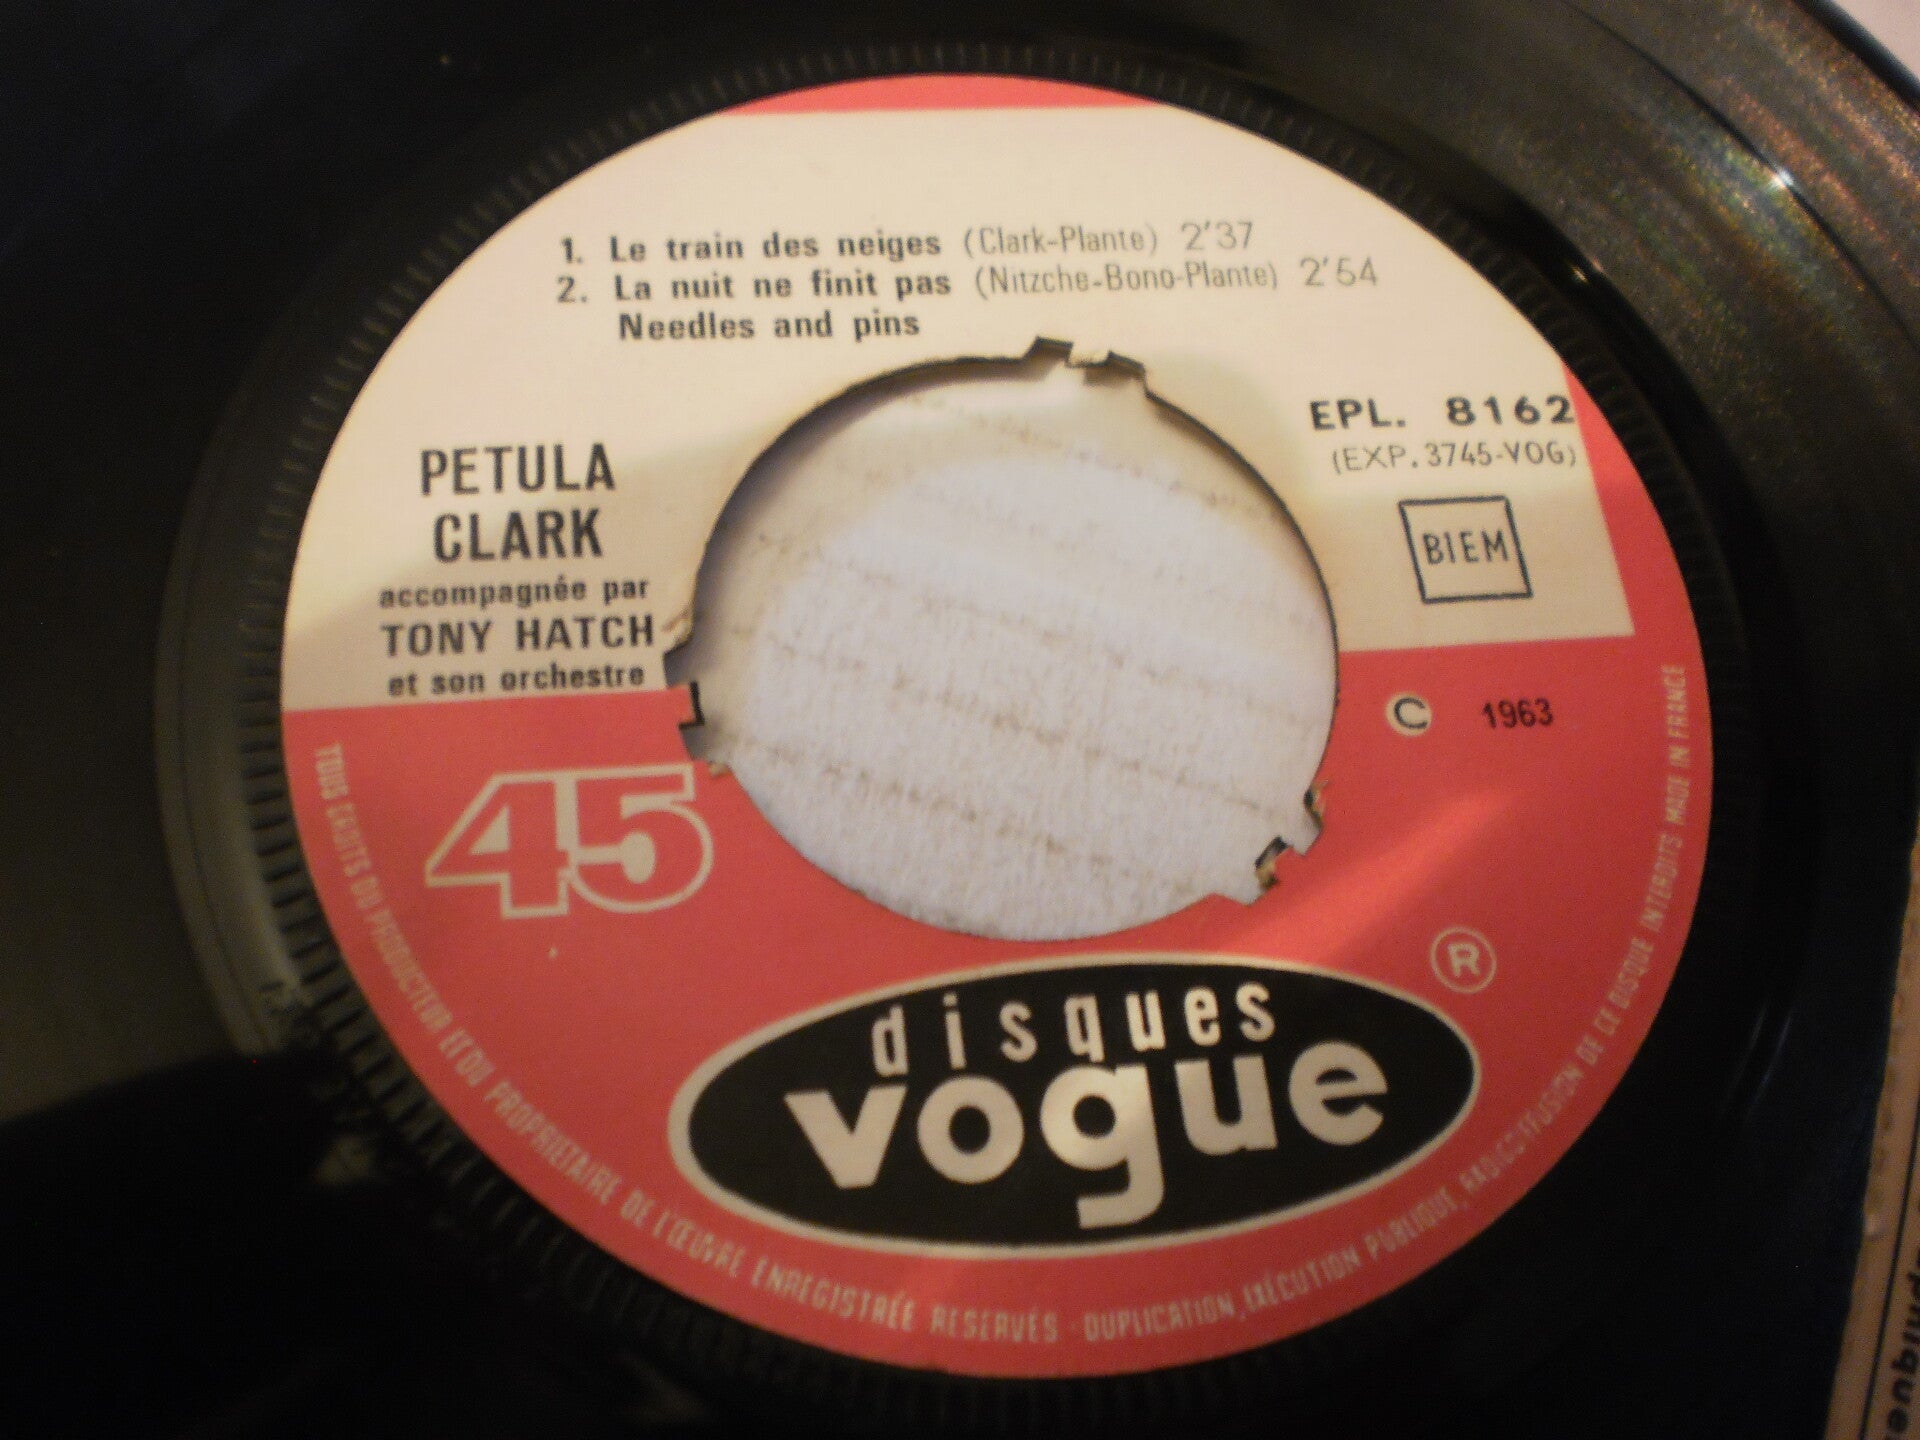 1. Le train des neiges (Clark-Plante) 2'37
2. La nuit ne finit pas (Nitzche-Bono-Plante) 2'54
Needles and pins
EPL. 8162
(EXP. 3745-VOG)
BIEM
PETULA
CLARK
accompagnée par
TONY HATCH
et son orchestre
C 1963
45
R
disques
vogue
TOUS DROITS DU PRODUCTEUR ET DU PROPRIÉTAIRE DE L'ŒUVRE ENREGISTRÉE RÉSERVÉS - DUPLICATION, EXÉCUTION PUBLIQUE, RADIODIFFUSION DE CE DISQUE INTERDITS MADE IN FRANCE